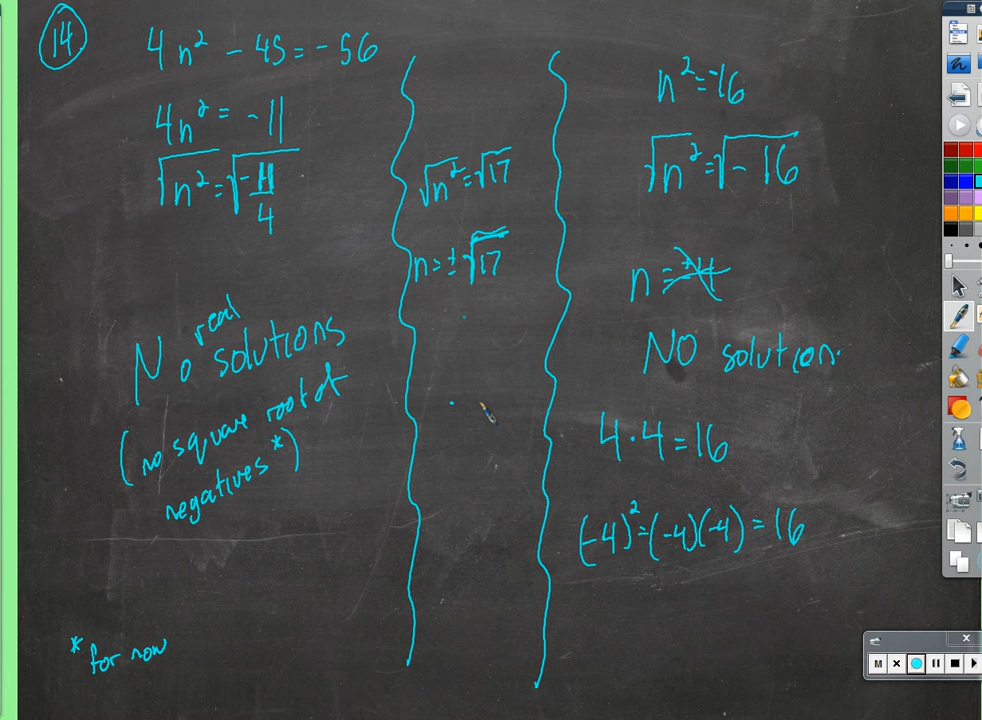 14
4n² - 45 = -56
4n² = -11
√n² = √-11/4
No real solutions
(no square root of
negatives*)
*for now
√n² = √17
n = ± √17
n² = -16
√n² = √-16
n = ±4
NO solution.
4 · 4 = 16
(-4)² = (-4)(-4) = 16
M